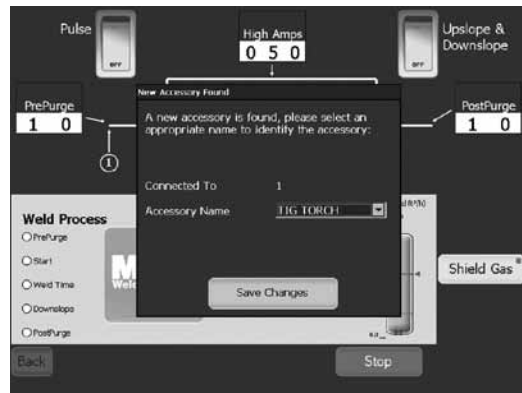 Pulse
OFF
High Amps
0 5 0
OFF
Upslope &
Downslope
PrePurge
1 0
PostPurge
1 0
1
New Accessory Found
A new accessory is found, please select an
appropriate name to identify the accessory:
Connected To 1
Accessory Name TIG TORCH
Save Changes
Weld Process
PrePurge
Start
Weld Time
Downslope
PostPurge
M
Weld
Shield Gas
Back
Stop